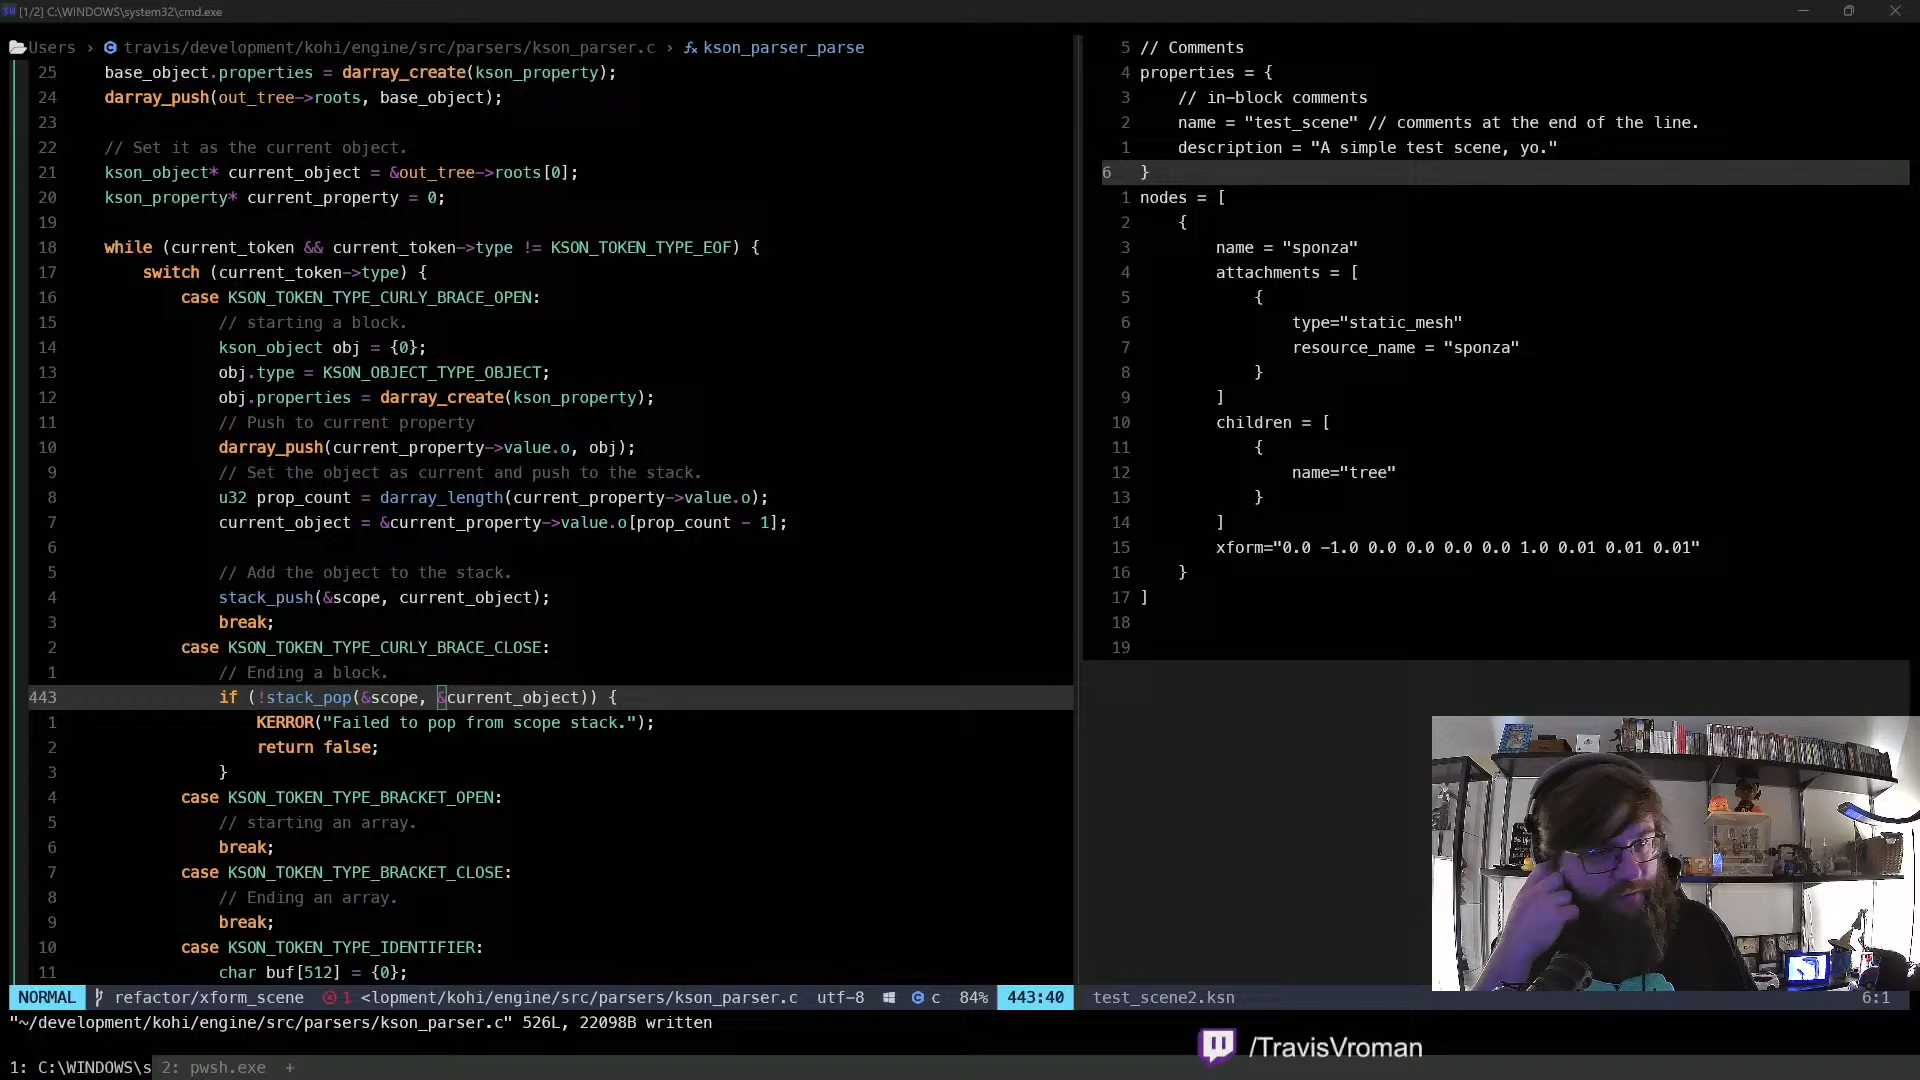 [1/2] C:\WINDOWS\system32\cmd.exe
Users › travis/development/kohi/engine/src/parsers/kson_parser.c › kson_parser_parse
25 base_object.properties = darray_create(kson_property);
24 darray_push(out_tree->roots, base_object);
23
22 // Set it as the current object.
21 kson_object* current_object = &out_tree->roots[0];
20 kson_property* current_property = 0;
19
18 while (current_token && current_token->type != KSON_TOKEN_TYPE_EOF) {
17 switch (current_token->type) {
16 case KSON_TOKEN_TYPE_CURLY_BRACE_OPEN:
15 // starting a block.
14 kson_object obj = {0};
13 obj.type = KSON_OBJECT_TYPE_OBJECT;
12 obj.properties = darray_create(kson_property);
11 // Push to current property
10 darray_push(current_property->value.o, obj);
9 // Set the object as current and push to the stack.
8 u32 prop_count = darray_length(current_property->value.o);
7 current_object = &current_property->value.o[prop_count - 1];
6
5 // Add the object to the stack.
4 stack_push(&scope, current_object);
3 break;
2 case KSON_TOKEN_TYPE_CURLY_BRACE_CLOSE:
1 // Ending a block.
443 if (!stack_pop(&scope, &current_object)) {
1 KERROR("Failed to pop from scope stack.");
2 return false;
3 }
4 case KSON_TOKEN_TYPE_BRACKET_OPEN:
5 // starting an array.
6 break;
7 case KSON_TOKEN_TYPE_BRACKET_CLOSE:
8 // Ending an array.
9 break;
10 case KSON_TOKEN_TYPE_IDENTIFIER:
11 char buf[512] = {0};
NORMAL refactor/xform_scene 1 <lopment/kohi/engine/src/parsers/kson_parser.c utf-8 c 84% 443:40
"~/development/kohi/engine/src/parsers/kson_parser.c" 526L, 22098B written
1: C:\WINDOWS\s 2: pwsh.exe +
5 // Comments
4 properties = {
3 // in-block comments
2 name = "test_scene" // comments at the end of the line.
1 description = "A simple test scene, yo."
6 }
1 nodes = [
2 {
3 name = "sponza"
4 attachments = [
5 {
6 type="static_mesh"
7 resource_name = "sponza"
8 }
9 ]
10 children = [
11 {
12 name="tree"
13 }
14 ]
15 xform="0.0 -1.0 0.0 0.0 0.0 0.0 1.0 0.01 0.01 0.01"
16 }
17 ]
18
19
test_scene2.ksn 6:1
/TravisVroman